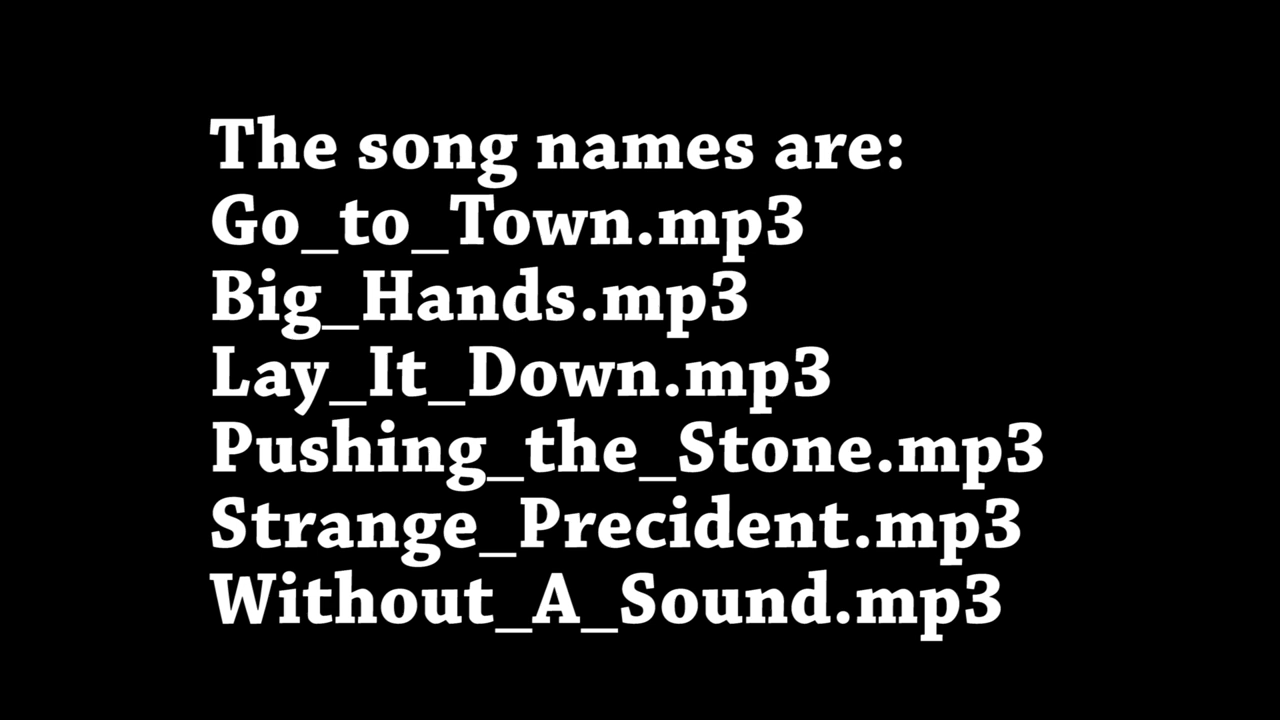 The song names are:
Go_to_Town.mp3
Big_Hands.mp3
Lay_It_Down.mp3
Pushing_the_Stone.mp3
Strange_Precident.mp3
Without_A_Sound.mp3